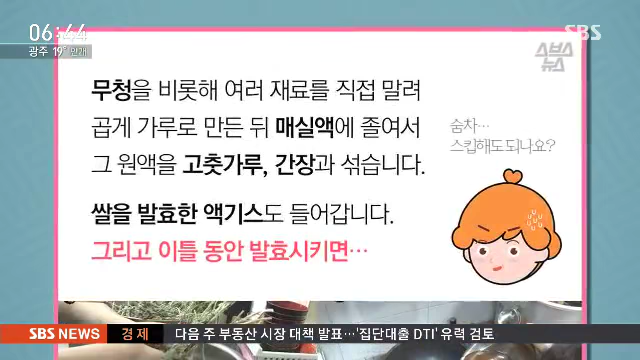 06:44
광주 19℃ 안개
SBS
스브스
뉴스
무청을 비롯해 여러 재료를 직접 말려
곱게 가루로 만든 뒤 매실액에 졸여서
그 원액을 고춧가루, 간장과 섞습니다.
숨차…
스킵해도 되나요?
쌀을 발효한 액기스도 들어갑니다.
그리고 이틀 동안 발효시키면…
SBS NEWS 경 제 다음 주 부동산 시장 대책 발표…'집단대출 DTI' 유력 검토